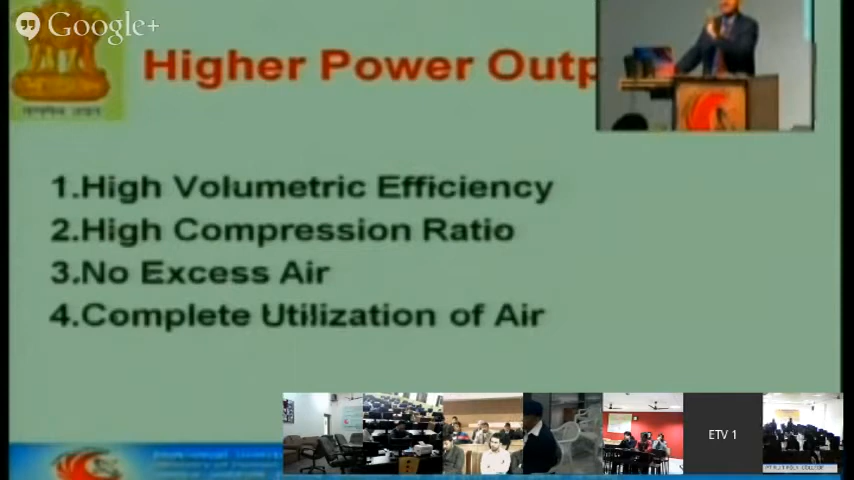 Google+
Higher Power Outp
1.High Volumetric Efficiency
2.High Compression Ratio
3.No Excess Air
4.Complete Utilization of Air
ETV 1